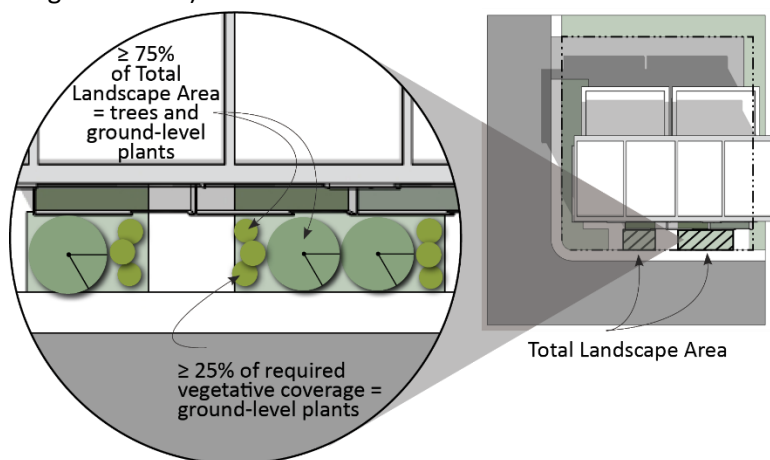 ≥ 75%
of Total
Landscape Area
= trees and
ground-level
plants
≥ 25% of required
vegetative coverage =
ground-level plants
Total Landscape Area